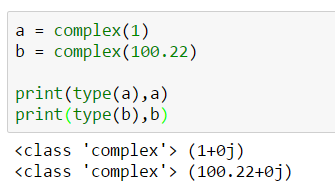 a = complex(1)
b = complex(100.22)
print(type(a),a)
print(type(b),b)
<class 'complex'> (1+0j)
<class 'complex'> (100.22+0j)